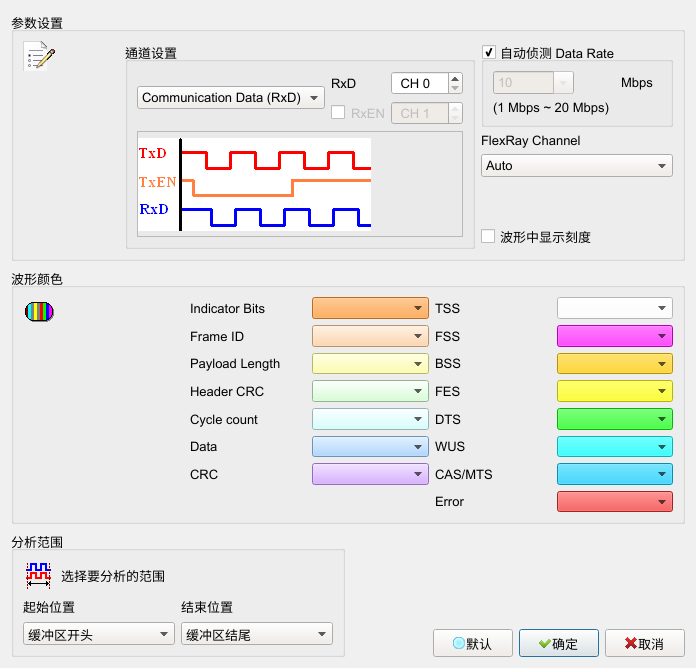 参数设置
通道设置
Communication Data (RxD)
RxD
CH 0
RxEN
CH 1
TxD
TxEN
RxD
自动侦测 Data Rate
10
Mbps
(1 Mbps ~ 20 Mbps)
FlexRay Channel
Auto
波形中显示刻度
波形颜色
Indicator Bits
TSS
Frame ID
FSS
Payload Length
BSS
Header CRC
FES
Cycle count
DTS
Data
WUS
CRC
CAS/MTS
Error
分析范围
选择要分析的范围
起始位置
结束位置
缓冲区开头
缓冲区结尾
默认
确定
取消